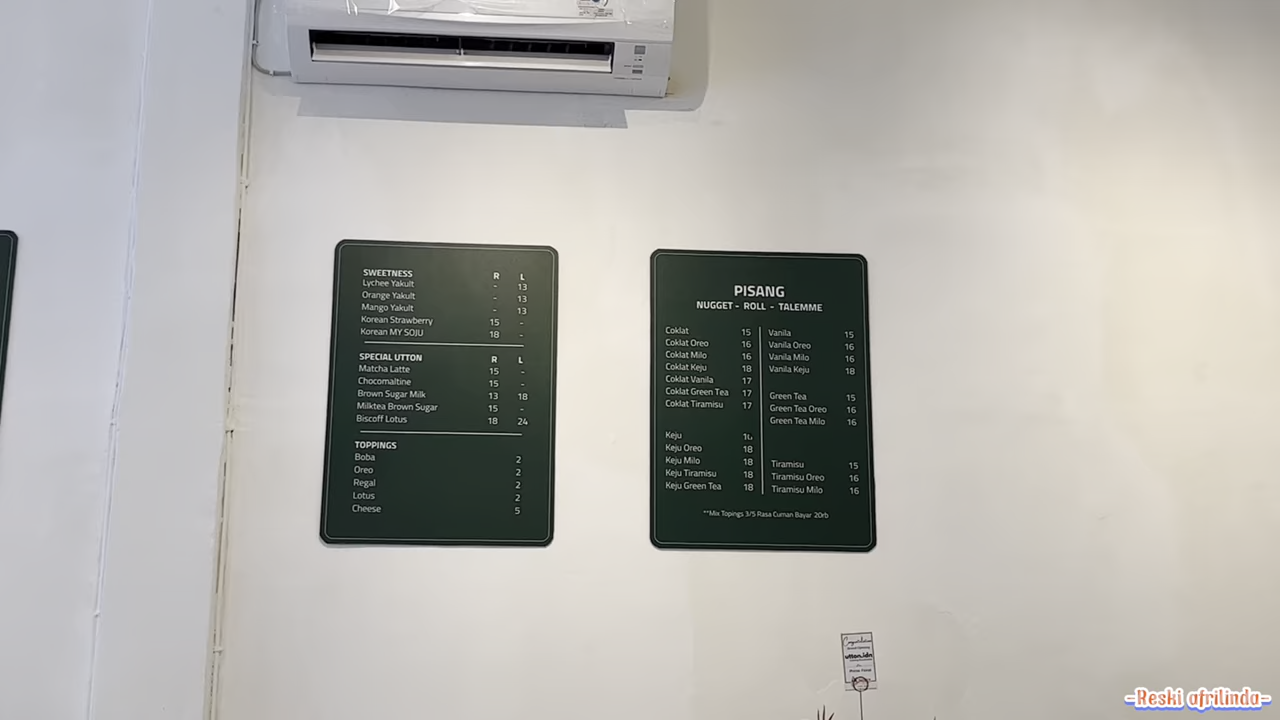 SWEETNESS R L
Lychee Yakult - 13
Orange Yakult - 13
Mango Yakult - 13
Korean Strawberry 15 -
Korean MY SOJU 18 -
SPECIAL UTTON R L
Matcha Latte 15 -
Chocomaltine 15 -
Brown Sugar Milk 13 18
Milktea Brown Sugar 15 -
Biscoff Lotus 18 24
TOPPINGS
Boba 2
Oreo 2
Regal 2
Lotus 2
Cheese 5
PISANG
NUGGET - ROLL - TALEMME
Coklat 15
Coklat Oreo 16
Coklat Milo 16
Coklat Keju 18
Coklat Vanila 17
Coklat Green Tea 17
Coklat Tiramisu 17
Keju
Keju Oreo 18
Keju Milo 18
Keju Tiramisu 18
Keju Green Tea 18
Vanila 15
Vanila Oreo 16
Vanila Milo 16
Vanila Keju 18
Green Tea 15
Green Tea Oreo 16
Green Tea Milo 16
Tiramisu 15
Tiramisu Oreo 16
Tiramisu Milo 16
**Mix Topings 3/5 Rasa Cuman Bayar 20rb
utton.idn
-Reski afrilinda-